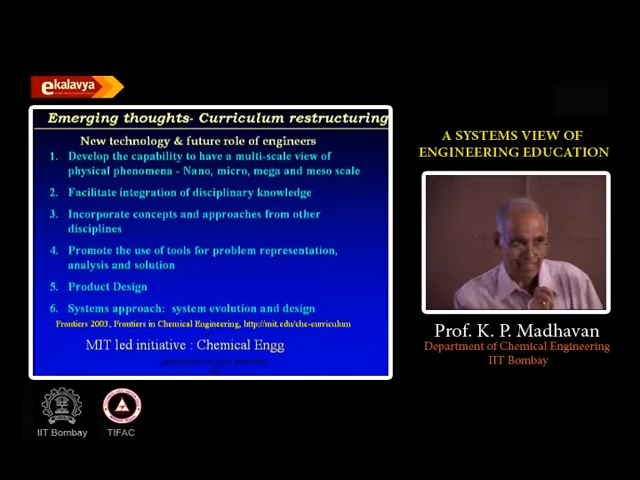 ekalavya
Emerging thoughts- Curriculum restructuring
New technology & future role of engineers
1. Develop the capability to have a multi-scale view of
physical phenomena - Nano, micro, mega and meso scale
2. Facilitate integration of disciplinary knowledge
3. Incorporate concepts and approaches from other
disciplines
4. Promote the use of tools for problem representation,
analysis and solution
5. Product Design
6. Systems approach: system evolution and design
Frontiers 2003, Frontiers in Chemical Engineering, http://mit.edu/che-curriculum
MIT led initiative : Chemical Engg
A SYSTEMS VIEW OF
ENGINEERING EDUCATION
Prof. K. P. Madhavan
Department of Chemical Engineering
IIT Bombay
IIT Bombay
TIFAC